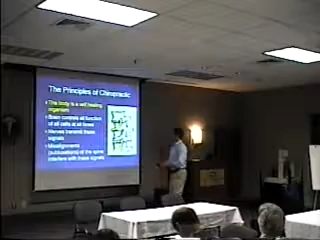 The Principles of Chiropractic
• The body is a self healing
organism
• Brain controls all function
of all cells at all times
• Nerves transmit these
signals
• Misalignments
(subluxations) of the spine
interfere with these signals